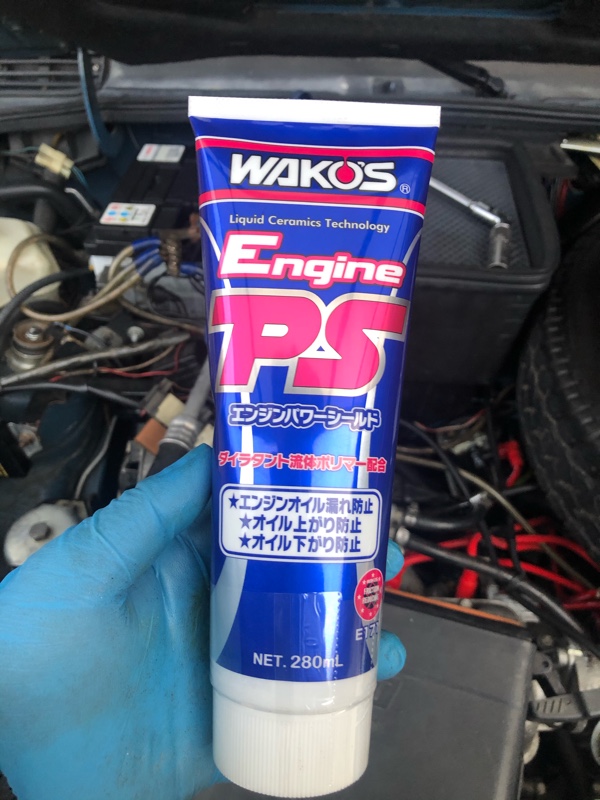 WAKO'S ®
Liquid Ceramics Technology
Engine
PS
エンジンパワーシールド
ダイラタント流体ポリマー配合
★エンジンオイル漏れ防止
★オイル上がり防止
★オイル下がり防止
NET. 280mL